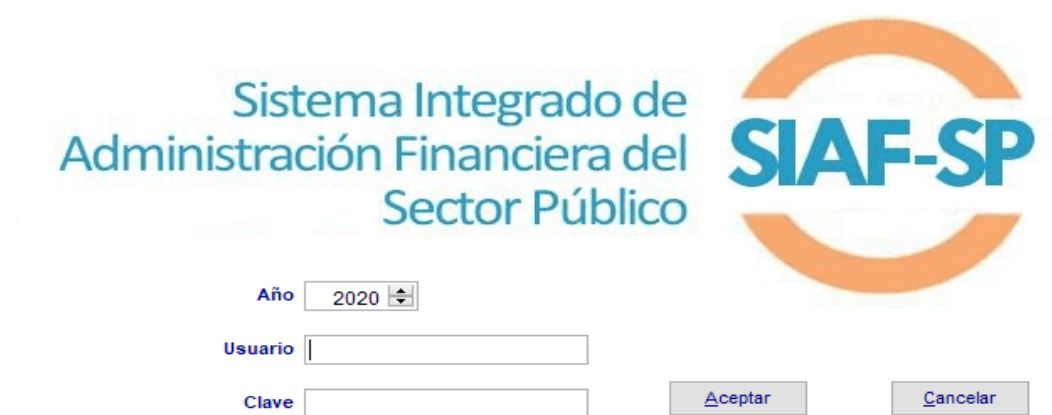 Sistema Integrado de
Administración Financiera del
Sector Público
SIAF-SP
Año 2020
Usuario
Clave
Aceptar Cancelar